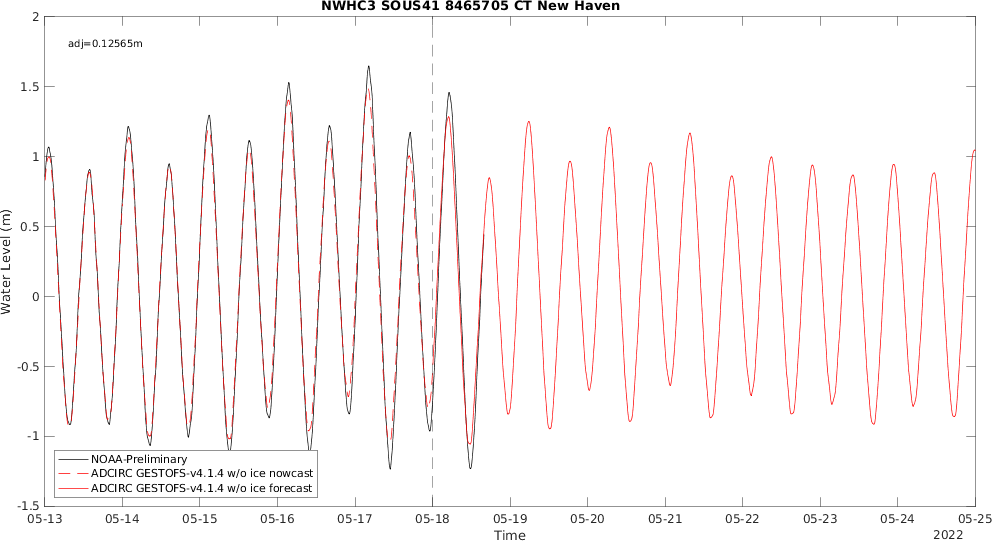 NWHC3 SOUS41 8465705 CT New Haven
adj=0.12565m
Water Level (m)
2
1.5
1
0.5
0
-0.5
-1
-1.5
NOAA-Preliminary
ADCIRC GESTOFS-v4.1.4 w/o ice nowcast
ADCIRC GESTOFS-v4.1.4 w/o ice forecast
05-13 05-14 05-15 05-16 05-17 05-18 05-19 05-20 05-21 05-22 05-23 05-24 05-25
Time
2022